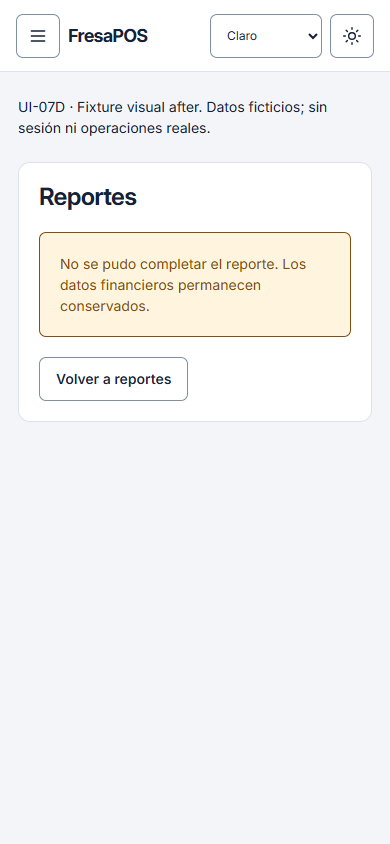 FresaPOS
Claro
UI-07D · Fixture visual after. Datos ficticios; sin
sesión ni operaciones reales.
Reportes
No se pudo completar el reporte. Los
datos financieros permanecen
conservados.
Volver a reportes